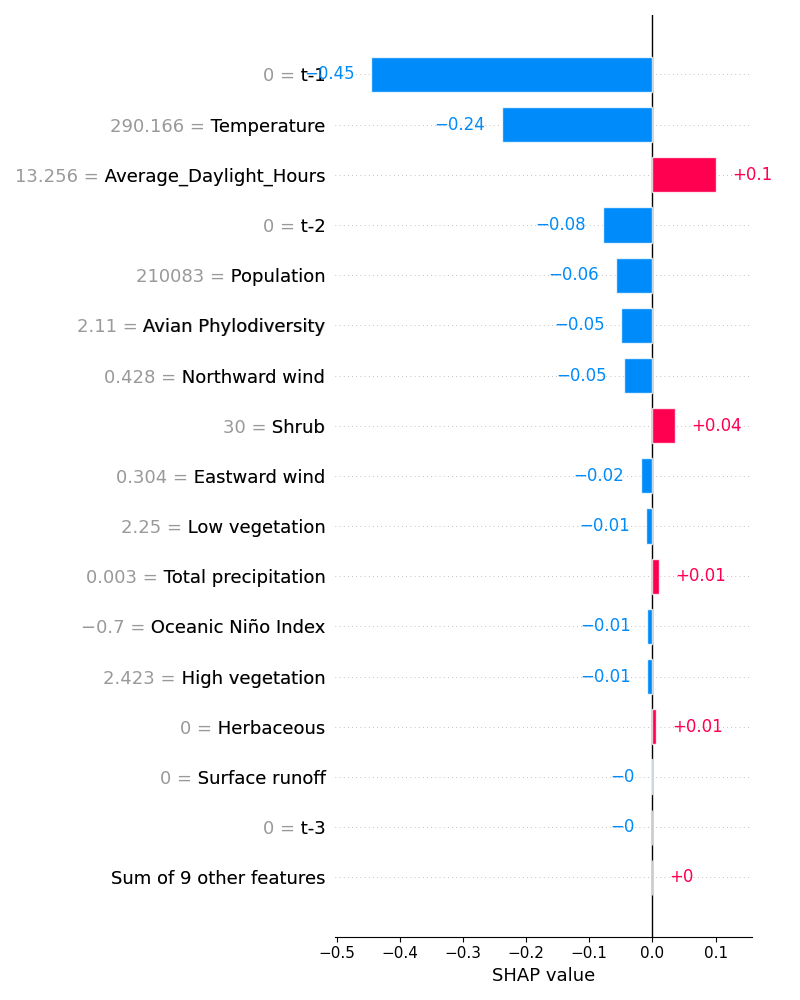 0 = t-1 −0.45
290.166 = Temperature −0.24
13.256 = Average_Daylight_Hours +0.1
0 = t-2 −0.08
210083 = Population −0.06
2.11 = Avian Phylodiversity −0.05
0.428 = Northward wind −0.05
30 = Shrub +0.04
0.304 = Eastward wind −0.02
2.25 = Low vegetation −0.01
0.003 = Total precipitation +0.01
−0.7 = Oceanic Niño Index −0.01
2.423 = High vegetation −0.01
0 = Herbaceous +0.01
0 = Surface runoff −0
0 = t-3 −0
Sum of 9 other features +0
−0.5 −0.4 −0.3 −0.2 −0.1 0.0 0.1
SHAP value